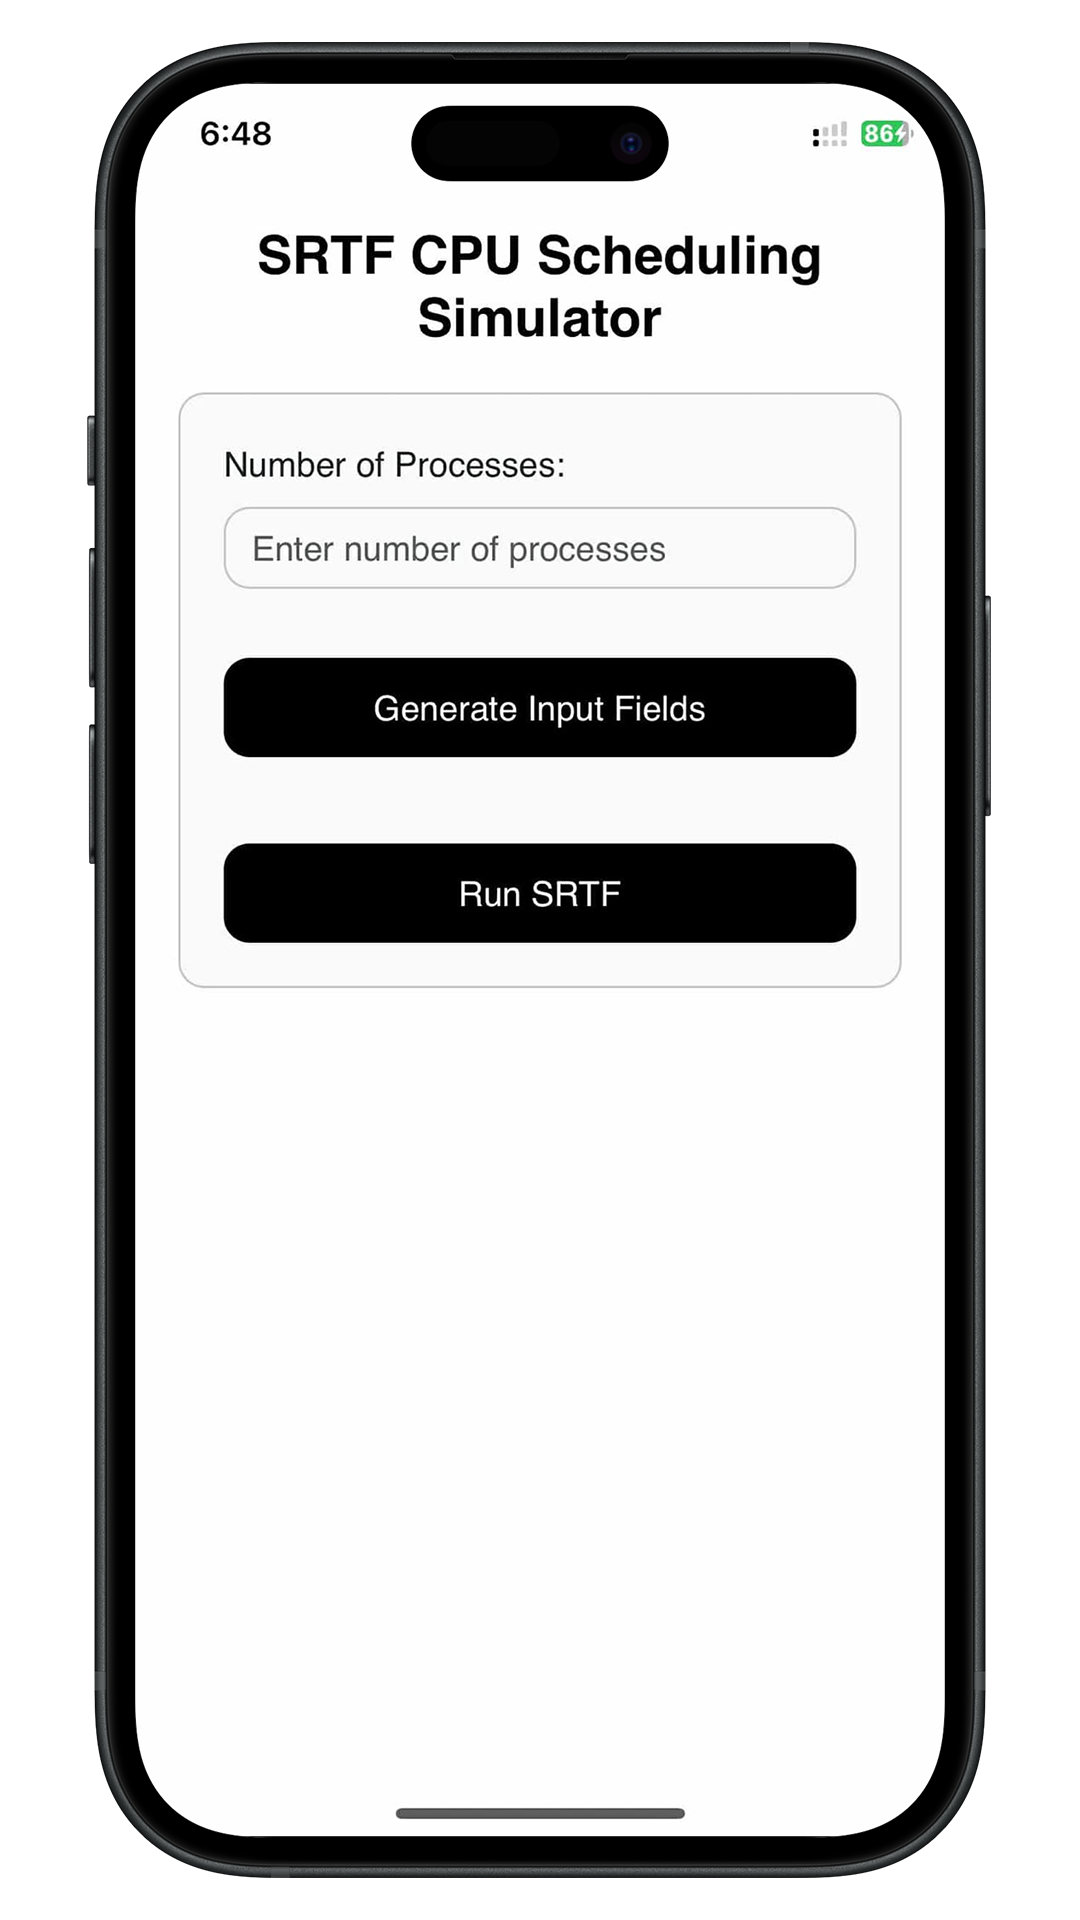 6:48
86
SRTF CPU Scheduling
Simulator
Number of Processes:
Enter number of processes
Generate Input Fields
Run SRTF